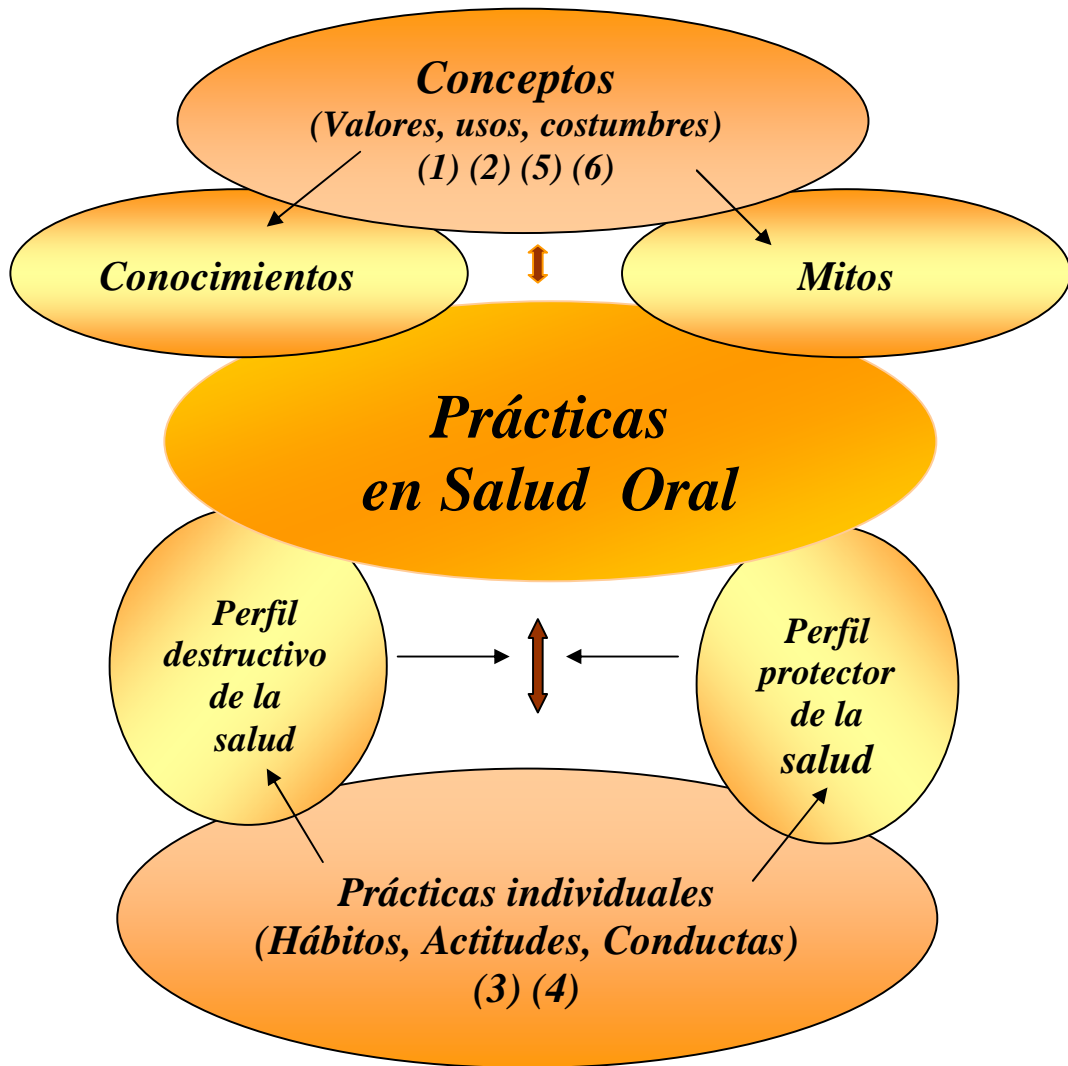 Conceptos
(Valores, usos, costumbres)
(1) (2) (5) (6)
Conocimientos
Mitos
Prácticas
en Salud Oral
Perfil
destructivo
de la
salud
Perfil
protector
de la
salud
Prácticas individuales
(Hábitos, Actitudes, Conductas)
(3) (4)